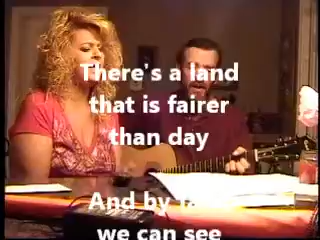 There's a land
that is fairer
than day
And by
we can see